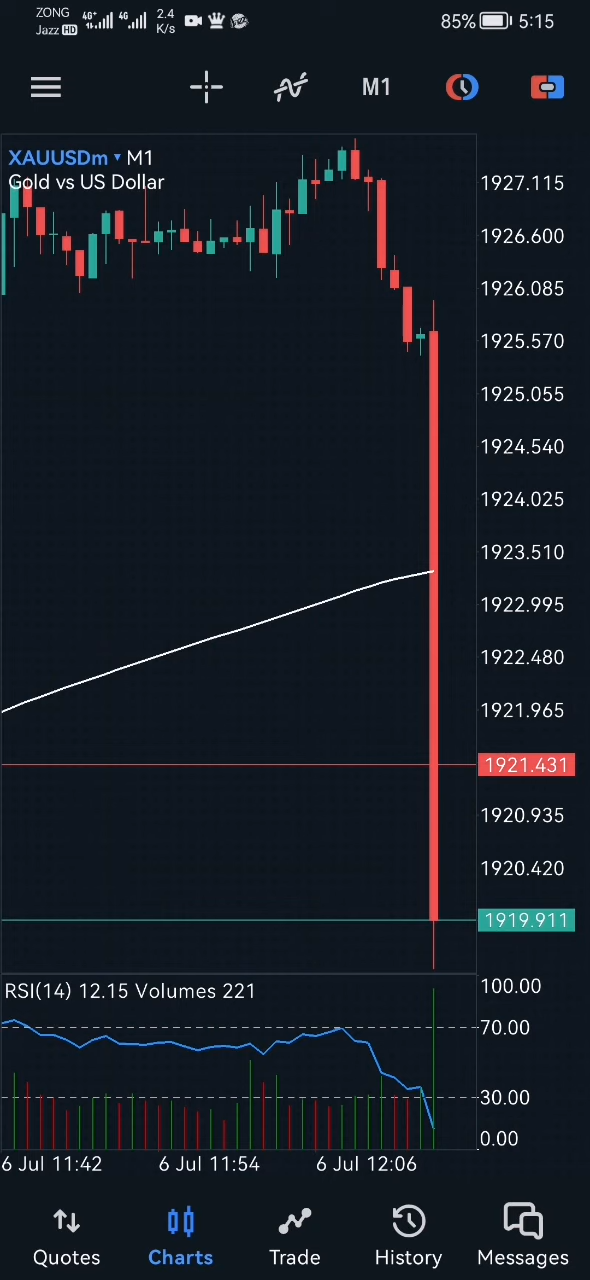 ZONG 4G+ 4G 2.4 85% 5:15
Jazz HD K/s
M1
XAUUSDm M1
Gold vs US Dollar
1927.115
1926.600
1926.085
1925.570
1925.055
1924.540
1924.025
1923.510
1922.995
1922.480
1921.965
1921.431
1920.935
1920.420
1919.911
RSI(14) 12.15 Volumes 221
100.00
70.00
30.00
0.00
6 Jul 11:42 6 Jul 11:54 6 Jul 12:06
Quotes Charts Trade History Messages